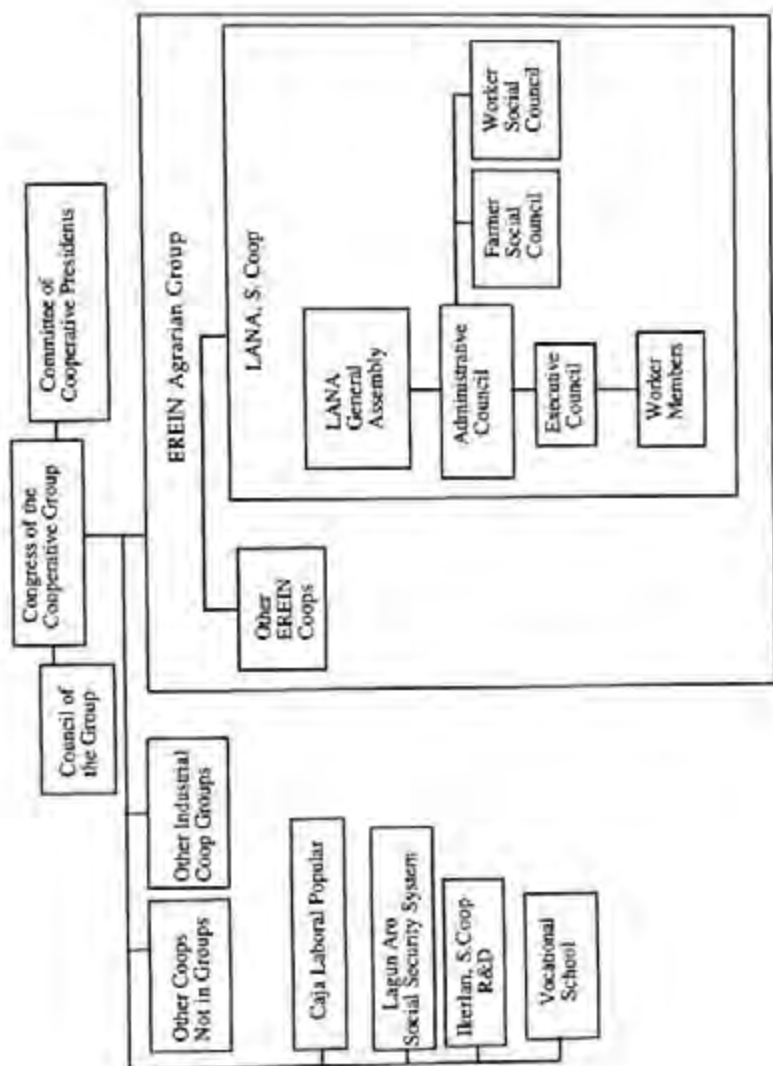 Congress of the
Cooperative Group
Committee of
Cooperative Presidents
Council of
the Group
Other Coops
Not in Groups
Other Industrial
Coop Groups
Caja Laboral Popular
Lagun Aro
Social Security System
Ikerlan, S.Coop
R&D
Vocational
School
EREIN Agrarian Group
Other
EREIN
Coops
LANA, S. Coop
LANA
General
Assembly
Administrative
Council
Farmer
Social
Council
Worker
Social
Council
Executive
Council
Worker
Members